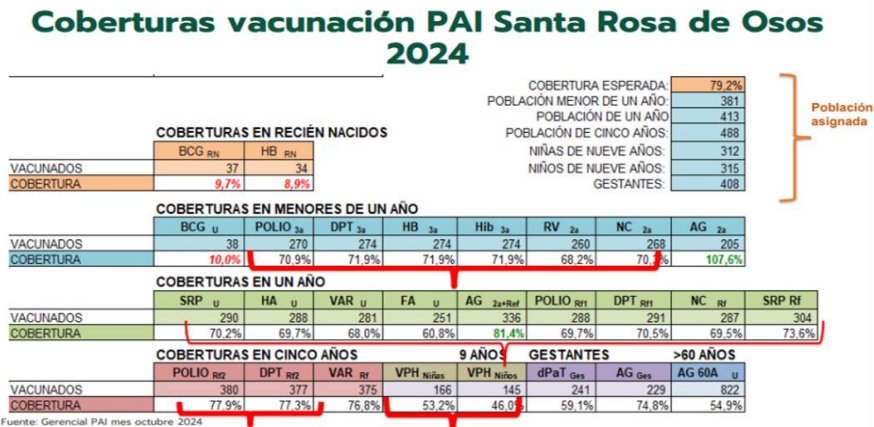 Coberturas vacunación PAI Santa Rosa de Osos
2024
COBERTURA ESPERADA: 79,2%
POBLACIÓN MENOR DE UN AÑO: 381
POBLACIÓN DE UN AÑO 413
POBLACIÓN DE CINCO AÑOS: 488
NIÑAS DE NUEVE AÑOS: 312
NIÑOS DE NUEVE AÑOS: 315
GESTANTES: 408
Población
asignada
COBERTURAS EN RECIÉN NACIDOS
BCG RN HB RN
VACUNADOS 37 34
COBERTURA 9,7% 8,9%
COBERTURAS EN MENORES DE UN AÑO
BCG U POLIO 3a DPT 3a HB 3a Hib 3a RV 2a NC 2a AG 2a
VACUNADOS 38 270 274 274 274 260 268 205
COBERTURA 10,0% 70,9% 71,9% 71,9% 71,9% 68,2% 70,3% 107,6%
COBERTURAS EN UN AÑO
SRP U HA U VAR U FA U AG 2a+Ref POLIO Rf1 DPT Rf1 NC Rf SRP Rf
VACUNADOS 290 288 281 251 336 288 291 287 304
COBERTURA 70,2% 69,7% 68,0% 60,8% 81,4% 69,7% 70,5% 69,5% 73,6%
COBERTURAS EN CINCO AÑOS 9 AÑOS GESTANTES >60 AÑOS
POLIO Rf2 DPT Rf2 VAR Rf VPH Niñas VPH Niños dPaT Ges AG Ges AG 60A U
VACUNADOS 380 377 375 166 145 241 229 822
COBERTURA 77,9% 77,3% 76,8% 53,2% 46,0% 59,1% 74,8% 54,9%
Fuente: Gerencial PAI mes octubre 2024